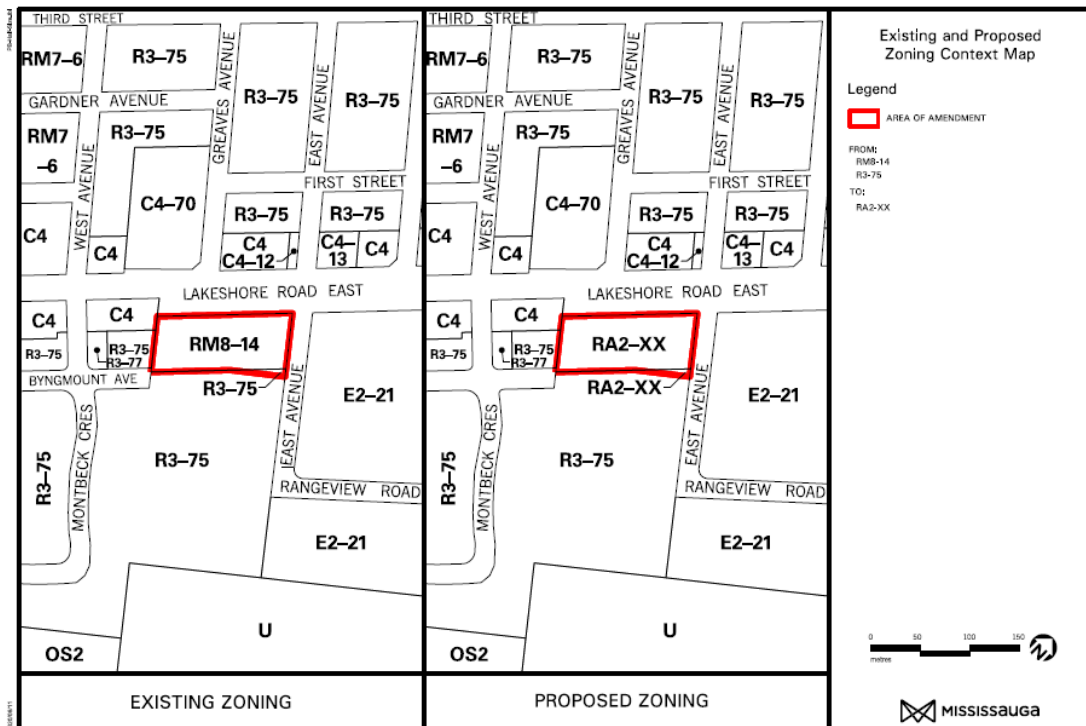 THIRD STREET
RM7–6
R3–75
GREAVES AVENUE
R3–75
EAST AVENUE
R3–75
GARDNER AVENUE
RM7
–6
R3–75
WEST AVENUE
C4–70
FIRST STREET
R3–75
R3–75
C4
C4
C4
C4–12
C4–
13
C4
LAKESHORE ROAD EAST
C4
C4
R3–75
R3–75
R3–77
RM8–14
BYNGMOUNT AVE
R3–75
EAST AVENUE
E2–21
R3–75
MONTBECK CRES
R3–75
RANGEVIEW ROAD
E2–21
U
OS2
EXISTING ZONING
THIRD STREET
RM7–6
R3–75
GREAVES AVENUE
R3–75
EAST AVENUE
R3–75
GARDNER AVENUE
RM7
–6
R3–75
WEST AVENUE
C4–70
FIRST STREET
R3–75
R3–75
C4
C4
C4
C4–12
C4–
13
C4
LAKESHORE ROAD EAST
C4
C4
R3–75
R3–75
R3–77
RA2–XX
BYNGMOUNT AVE
RA2–XX
EAST AVENUE
E2–21
R3–75
MONTBECK CRES
R3–75
RANGEVIEW ROAD
E2–21
U
OS2
PROPOSED ZONING
Existing and Proposed
Zoning Context Map
Legend
AREA OF AMENDMENT
FROM:
RM8-14
R3-75
TO:
RA2-XX
0 50 100 150
metres
MISSISSAUGA